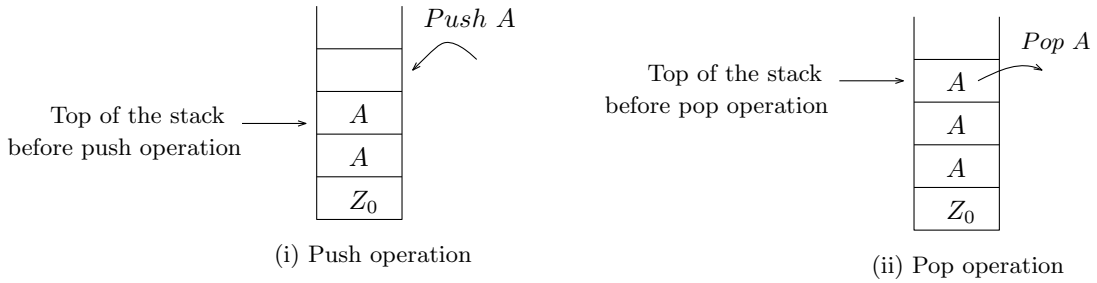 Push A
Top of the stack
before push operation
A
A
Z₀
(i) Push operation
Pop A
Top of the stack
before pop operation
A
A
A
Z₀
(ii) Pop operation